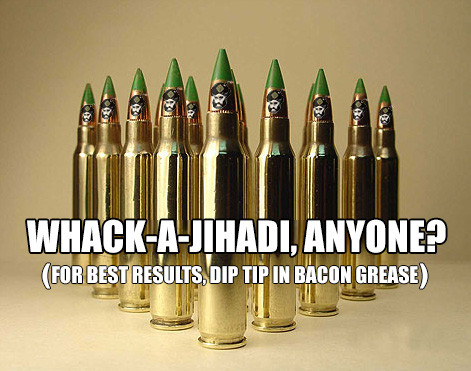 WHACK-A-JIHADI, ANYONE?
(FOR BEST RESULTS, DIP TIP IN BACON GREASE)